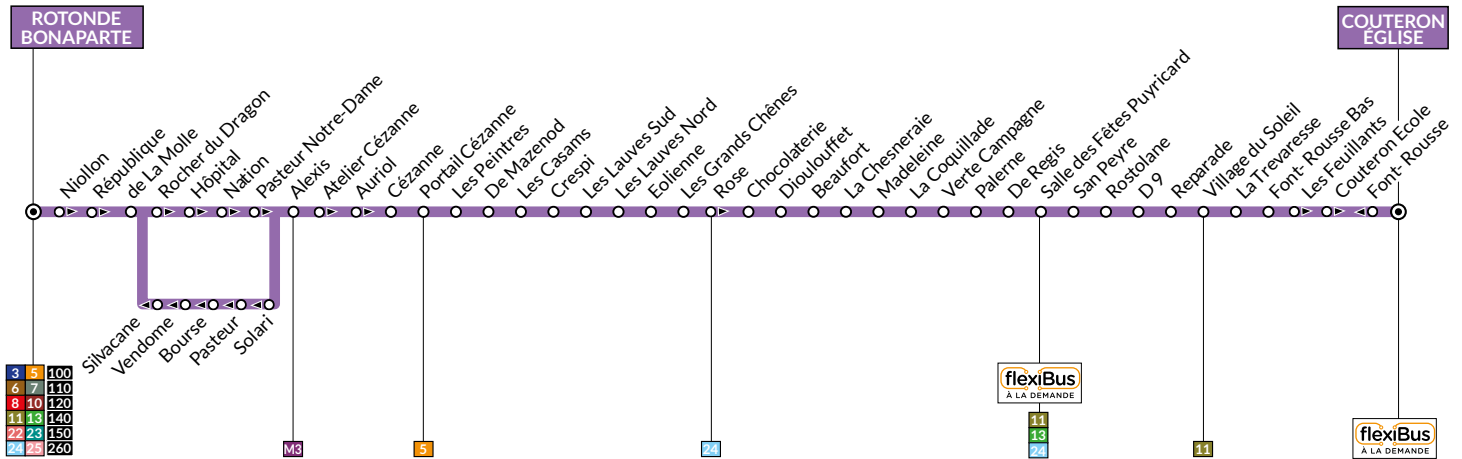 ROTONDE
BONAPARTE
COUTERON
ÉGLISE
Niollon
République
de La Molle
Rocher du Dragon
Hôpital
Nation
Pasteur Notre-Dame
Alexis
Atelier Cézanne
Auriol
Cézanne
Portail Cézanne
Les Peintres
De Mazenod
Les Casams
Crespi
Les Lauves Sud
Les Lauves Nord
Eolienne
Les Grands Chênes
Rose
Chocolaterie
Dioulouffet
Beaufort
La Chesneraie
Madeleine
La Coquillade
Verte Campagne
Palerne
De Regis
Salle des Fêtes Puyricard
San Peyre
Rostolane
D 9
Reparade
Village du Soleil
La Trevaresse
Font- Rousse Bas
Les Feuillants
Couteron Ecole
Font- Rousse
Silvacane
Vendome
Bourse
Pasteur
Solari
3 5 100
6 7 110
8 10 120
11 13 140
22 23 150
24 25 260
M3
5
24
flexiBus
À LA DEMANDE
11
13
24
11
flexiBus
À LA DEMANDE